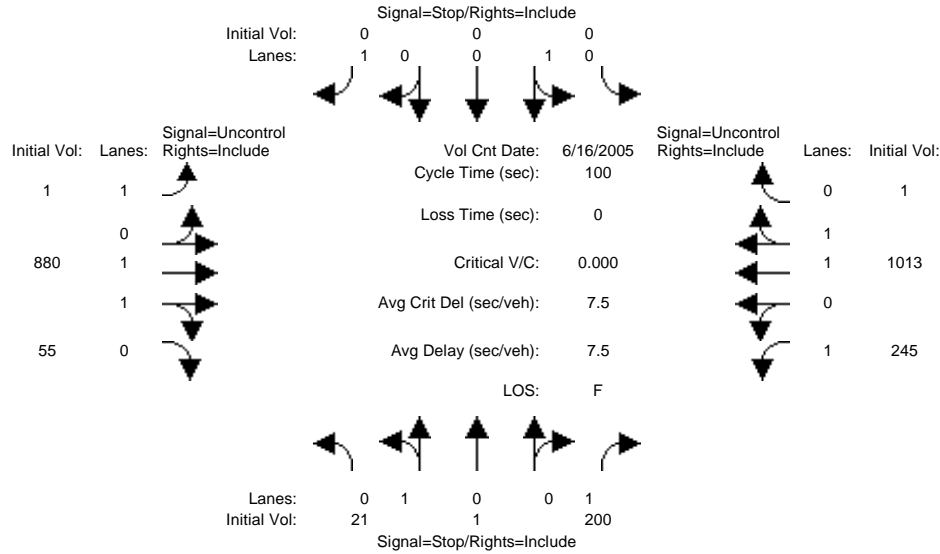 Signal=Stop/Rights=Include
Initial Vol: 0 0 0
Lanes: 1 0 0 1 0
Signal=Uncontrol
Initial Vol: Lanes: Rights=Include
Vol Cnt Date: 6/16/2005
Signal=Uncontrol
Rights=Include Lanes: Initial Vol:
Cycle Time (sec): 100
1 1
0 1
Loss Time (sec): 0
0
1
880 1
Critical V/C: 0.000
1 1013
1
Avg Crit Del (sec/veh): 7.5
0
55 0
Avg Delay (sec/veh): 7.5
1 245
LOS: F
Lanes: 0 1 0 0 1
Initial Vol: 21 1 200
Signal=Stop/Rights=Include